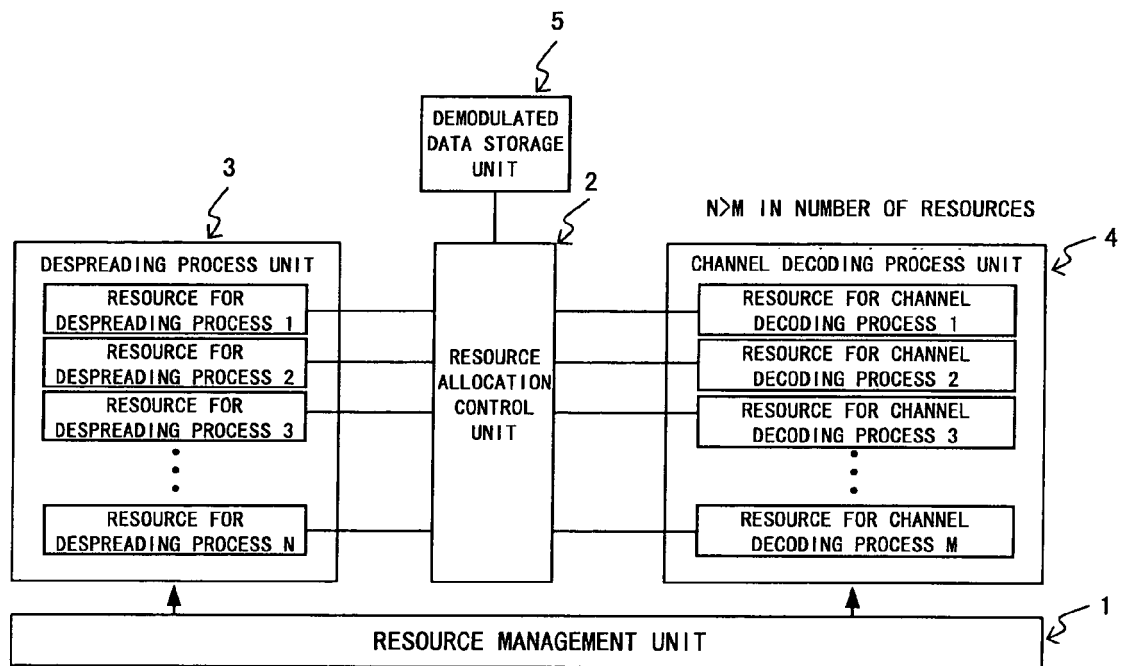 5
DEMODULATED
DATA STORAGE
UNIT
3
2
N>M IN NUMBER OF RESOURCES
4
DESPREADING PROCESS UNIT
RESOURCE FOR
DESPREADING PROCESS 1
RESOURCE FOR
DESPREADING PROCESS 2
RESOURCE FOR
DESPREADING PROCESS 3
RESOURCE FOR
DESPREADING PROCESS N
RESOURCE
ALLOCATION
CONTROL
UNIT
CHANNEL DECODING PROCESS UNIT
RESOURCE FOR CHANNEL
DECODING PROCESS 1
RESOURCE FOR CHANNEL
DECODING PROCESS 2
RESOURCE FOR CHANNEL
DECODING PROCESS 3
RESOURCE FOR CHANNEL
DECODING PROCESS M
1
RESOURCE MANAGEMENT UNIT